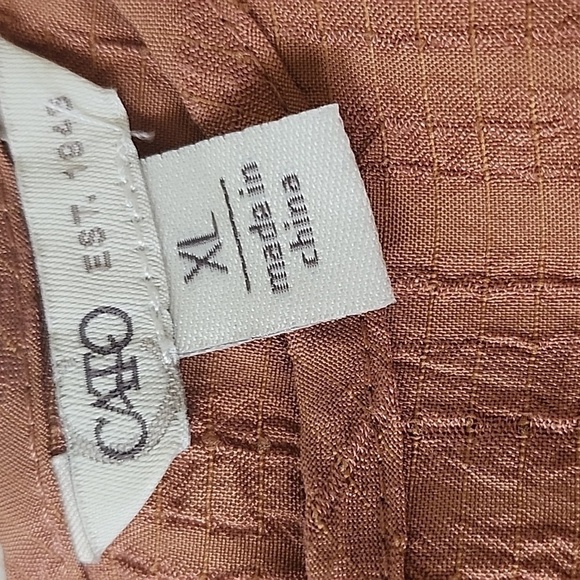 CATO
EST. 1946
XL
made in
china